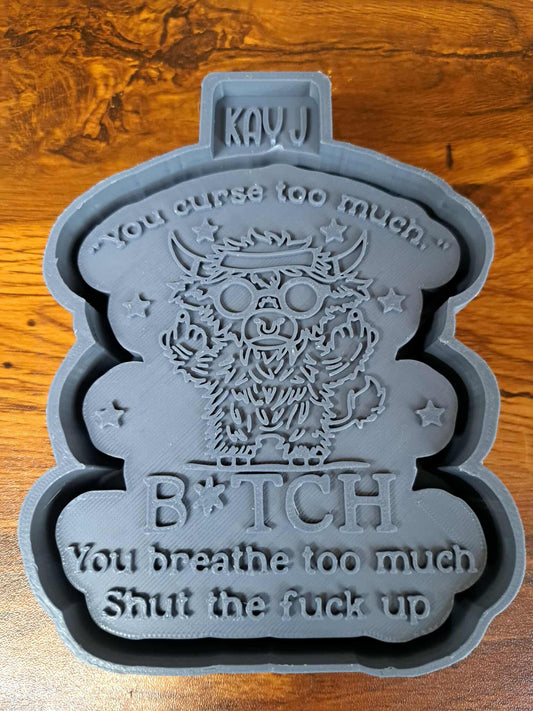 KAY J
"You curse too much."
B*TCH
You breathe too much
Shut the fuck up